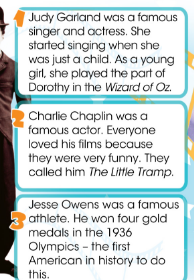 1 Judy Garland was a famous
singer and actress. She
started singing when she
was just a child. As a young
girl, she played the part of
Dorothy in the Wizard of Oz.
2 Charlie Chaplin was a
famous actor. Everyone
loved his films because
they were very funny. They
called him The Little Tramp.
Jesse Owens was a famous
3 athlete. He won four gold
medals in the 1936
Olympics – the first
American in history to do
this.